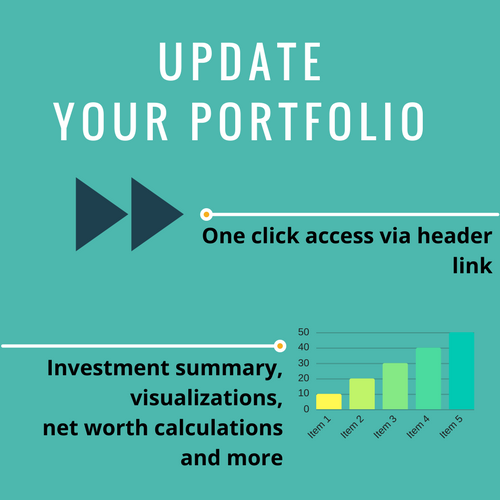 UPDATE
YOUR PORTFOLIO
One click access via header
link
50
40
30
20
10
0
Item 1
Item 2
Item 3
Item 4
Item 5
Investment summary,
visualizations,
net worth calculations
and more